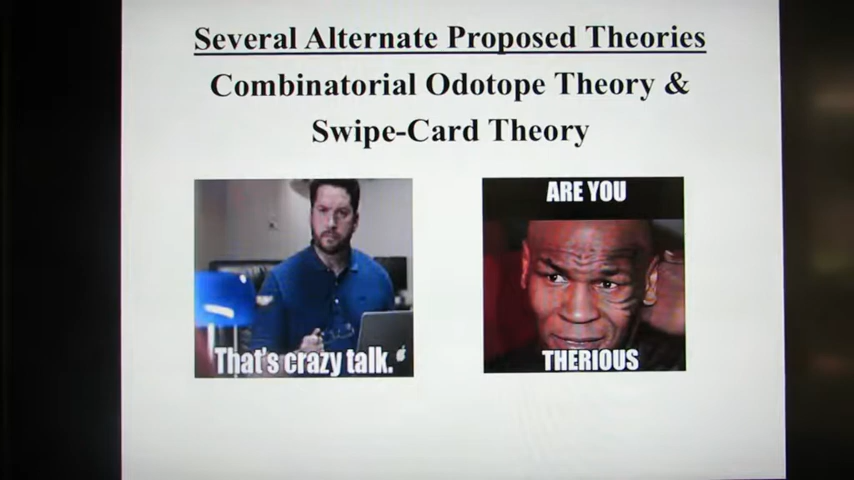 Several Alternate Proposed Theories
Combinatorial Odotope Theory &
Swipe-Card Theory
That's crazy talk.
ARE YOU
THERIOUS